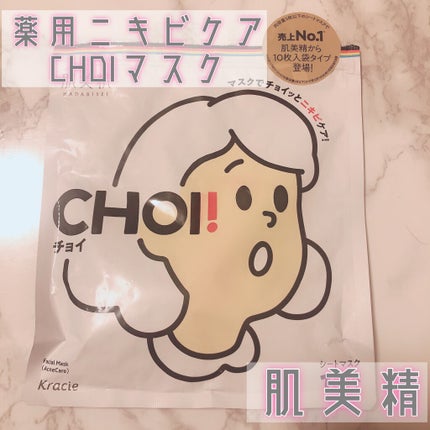 薬用ニキビケア
CHOIマスク
売上No.1
肌美精から
10枚入袋タイプ
登場!
マスクでチョイッとニキビケア!
HADABISEI
CHOI!
チョイ
Facial Mask
(AcneCare)
Kracie
シートマスク
肌美精